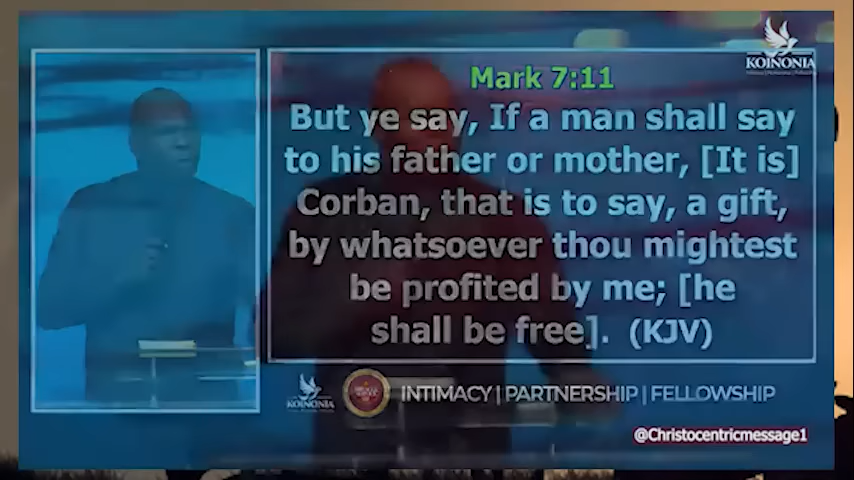 KOINONIA
Mark 7:11
But ye say, If a man shall say
to his father or mother, [It is]
Corban, that is to say, a gift,
by whatsoever thou mightest
be profited by me; [he
shall be free]. (KJV)
KOINONIA
INTIMACY | PARTNERSHIP | FELLOWSHIP
@Christocentricmessage1